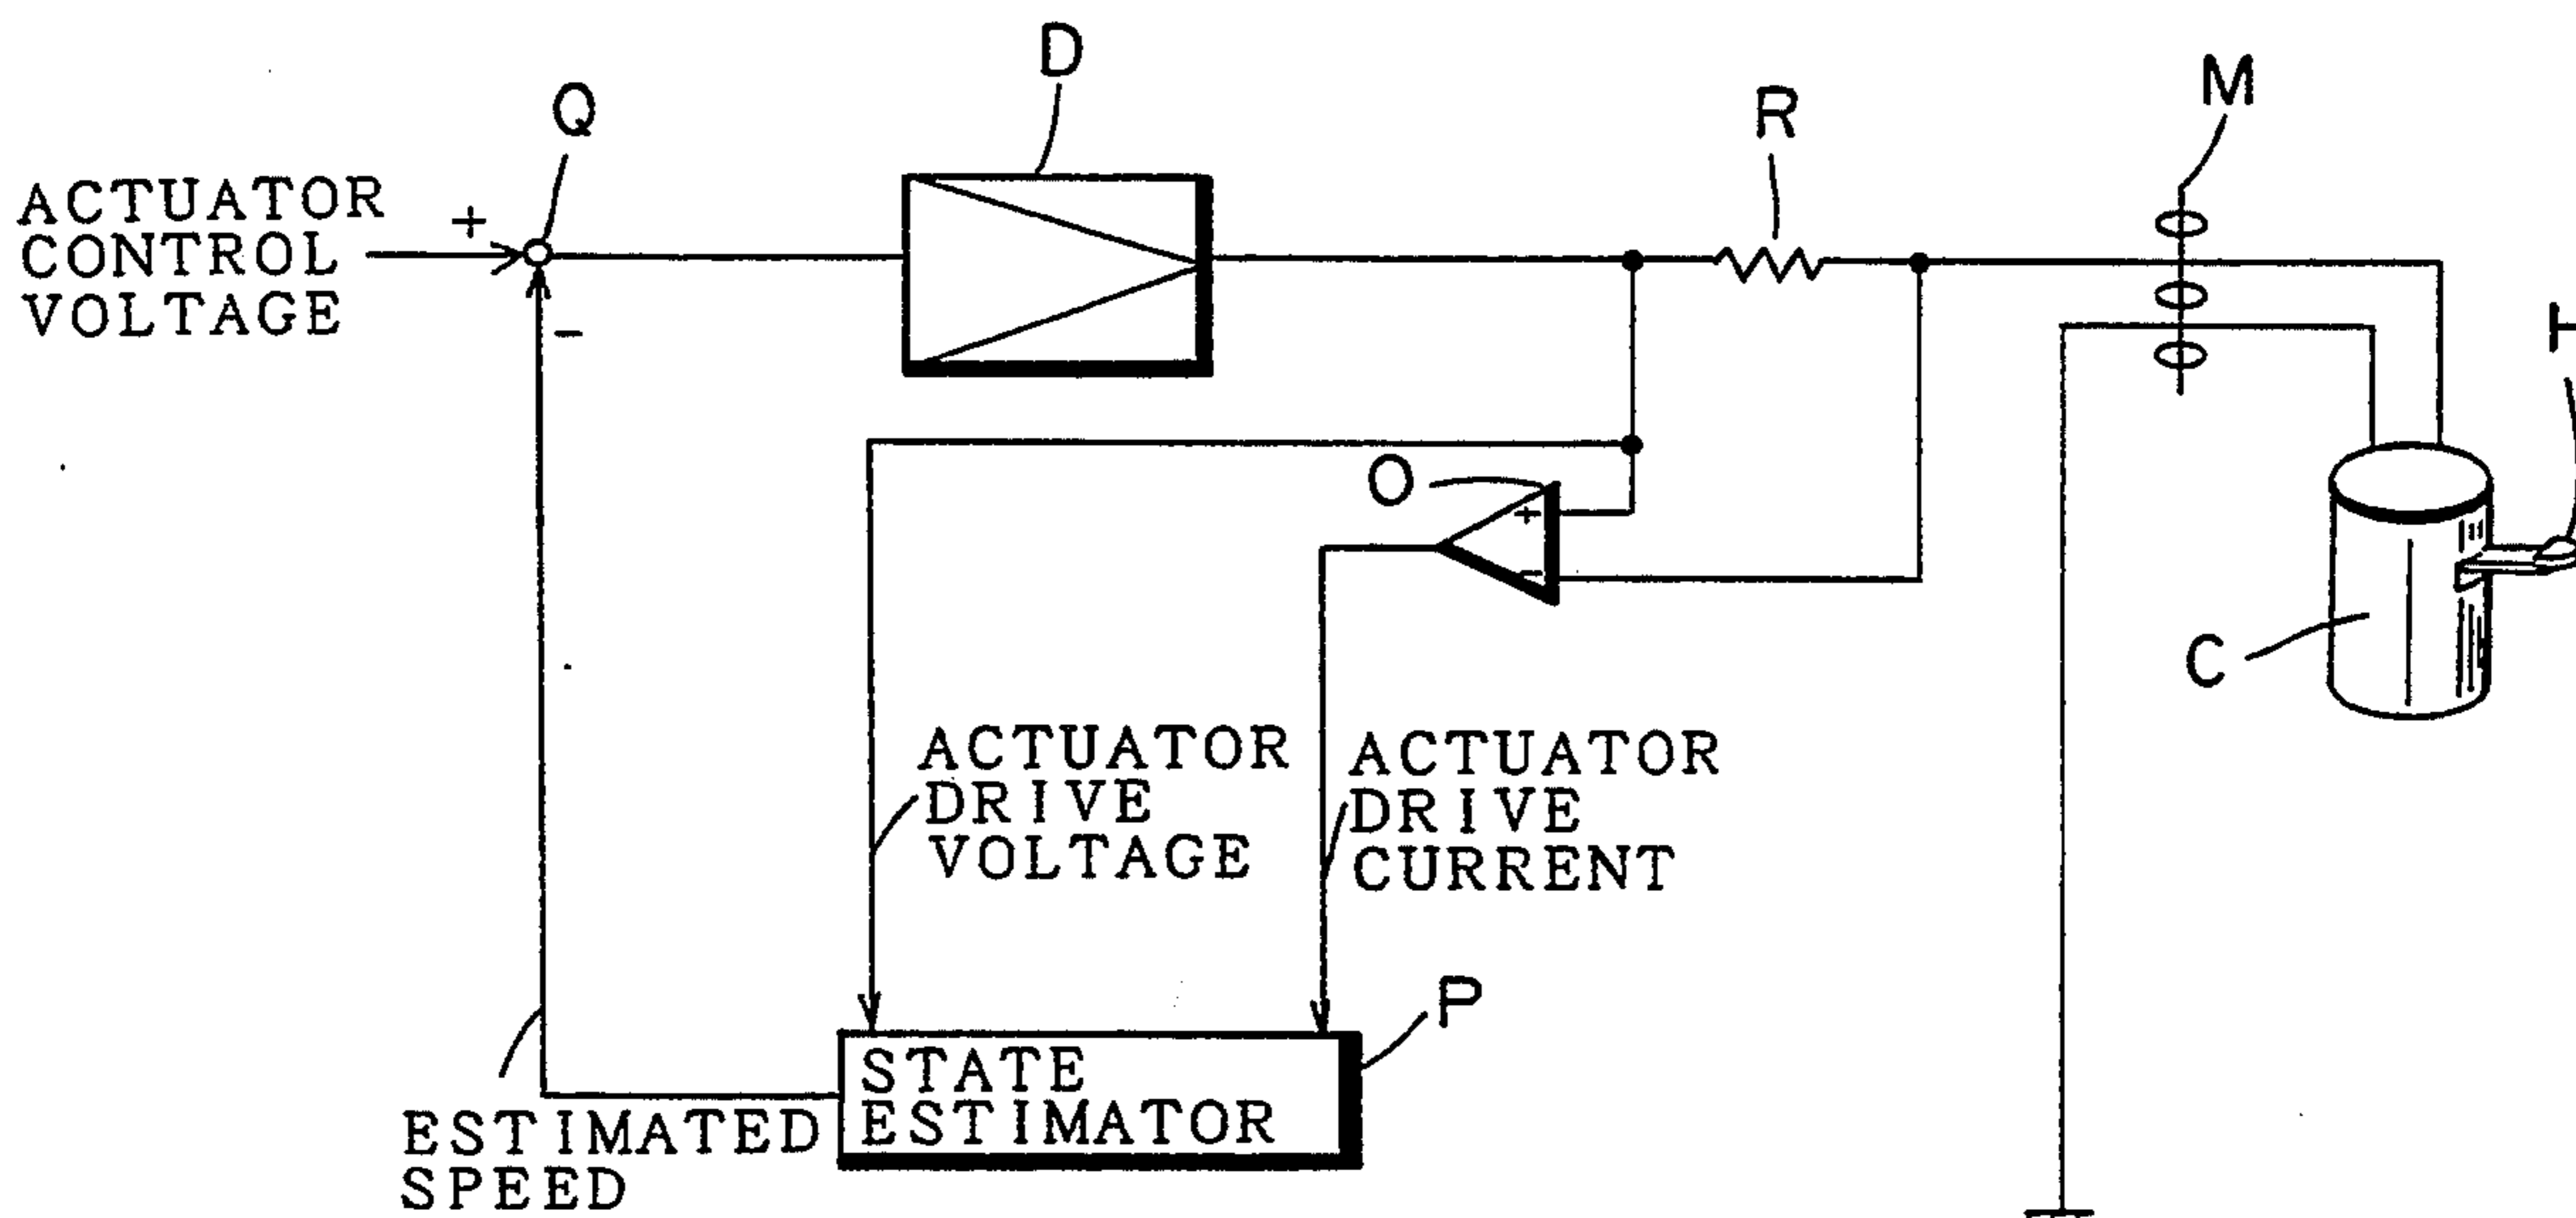 D
M
Q
R
ACTUATOR
CONTROL
VOLTAGE
+
-
O
+
-
C
ACTUATOR
DRIVE
VOLTAGE
ACTUATOR
DRIVE
CURRENT
P
STATE
ESTIMATOR
ESTIMATED
SPEED